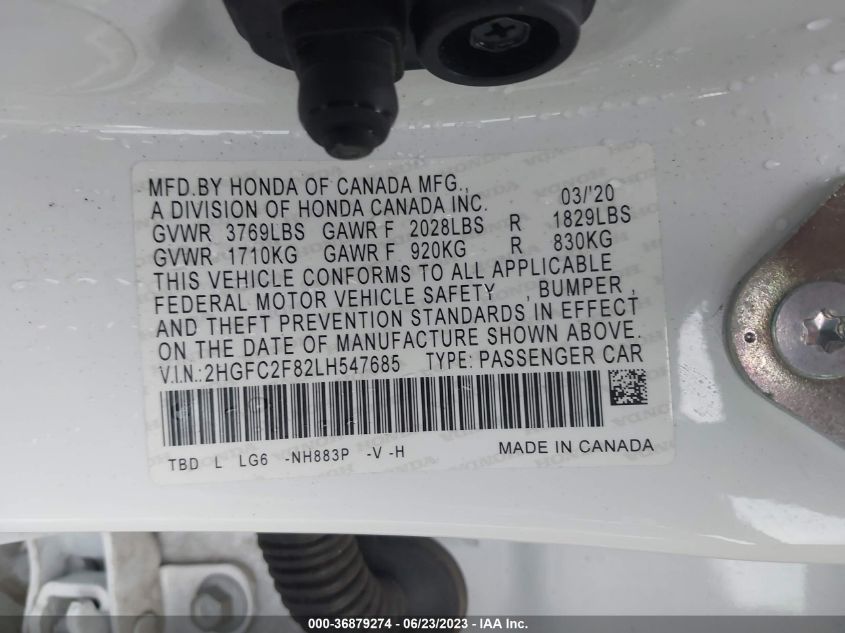 MFD.BY HONDA OF CANADA MFG., 03/'20
A DIVISION OF HONDA CANADA INC.
GVWR 3769LBS GAWR F 2028LBS R 1829LBS
GVWR 1710KG GAWR F 920KG R 830KG
THIS VEHICLE CONFORMS TO ALL APPLICABLE
FEDERAL MOTOR VEHICLE SAFETY , BUMPER ,
AND THEFT PREVENTION STANDARDS IN EFFECT
ON THE DATE OF MANUFACTURE SHOWN ABOVE.
V.I.N.:2HGFC2F82LH547685 TYPE: PASSENGER CAR
TBD L LG6 -NH883P -V -H MADE IN CANADA
000-36879274 - 06/23/2023 - IAA Inc.